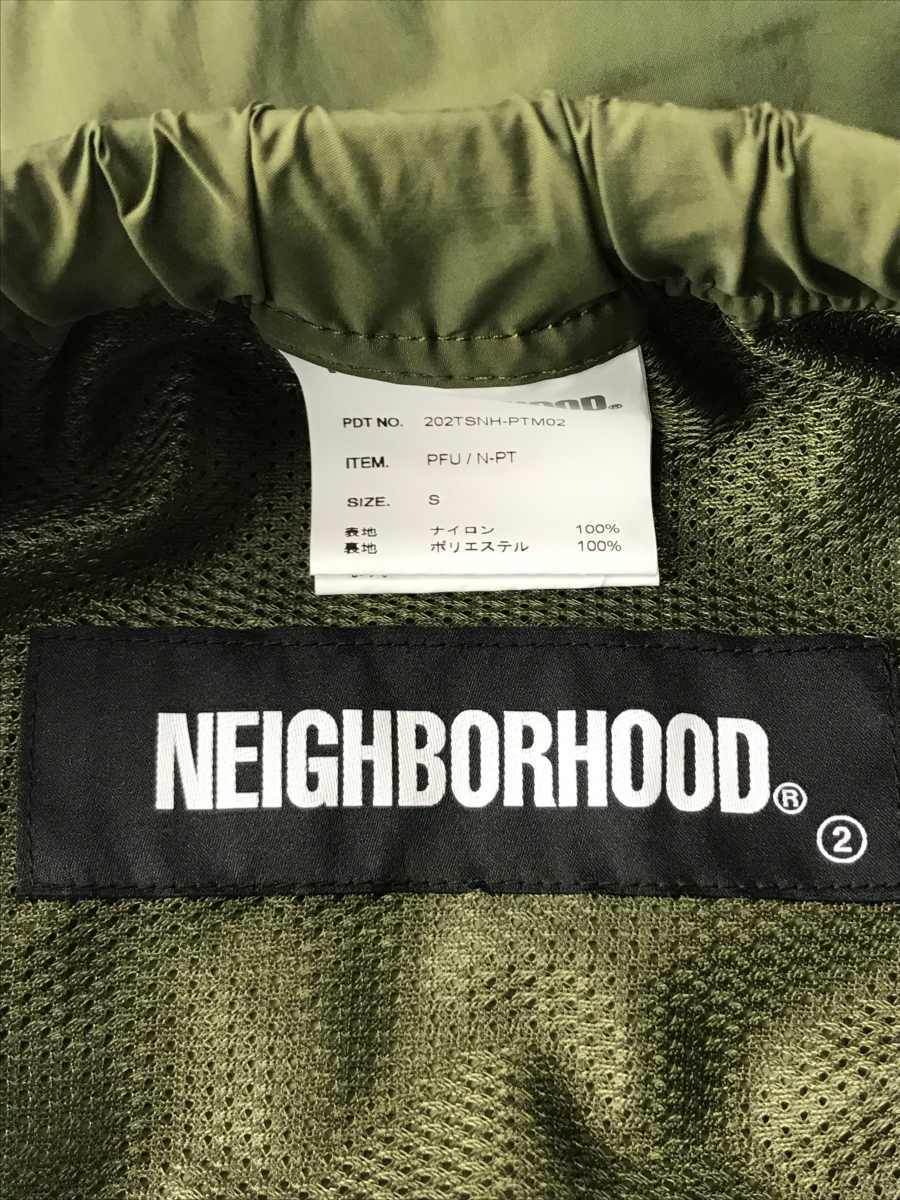 PDT NO. 202TSNH-PTM02
ITEM. PFU / N-PT
SIZE. S
表地 ナイロン 100%
裏地 ポリエステル 100%
NEIGHBORHOOD®
②